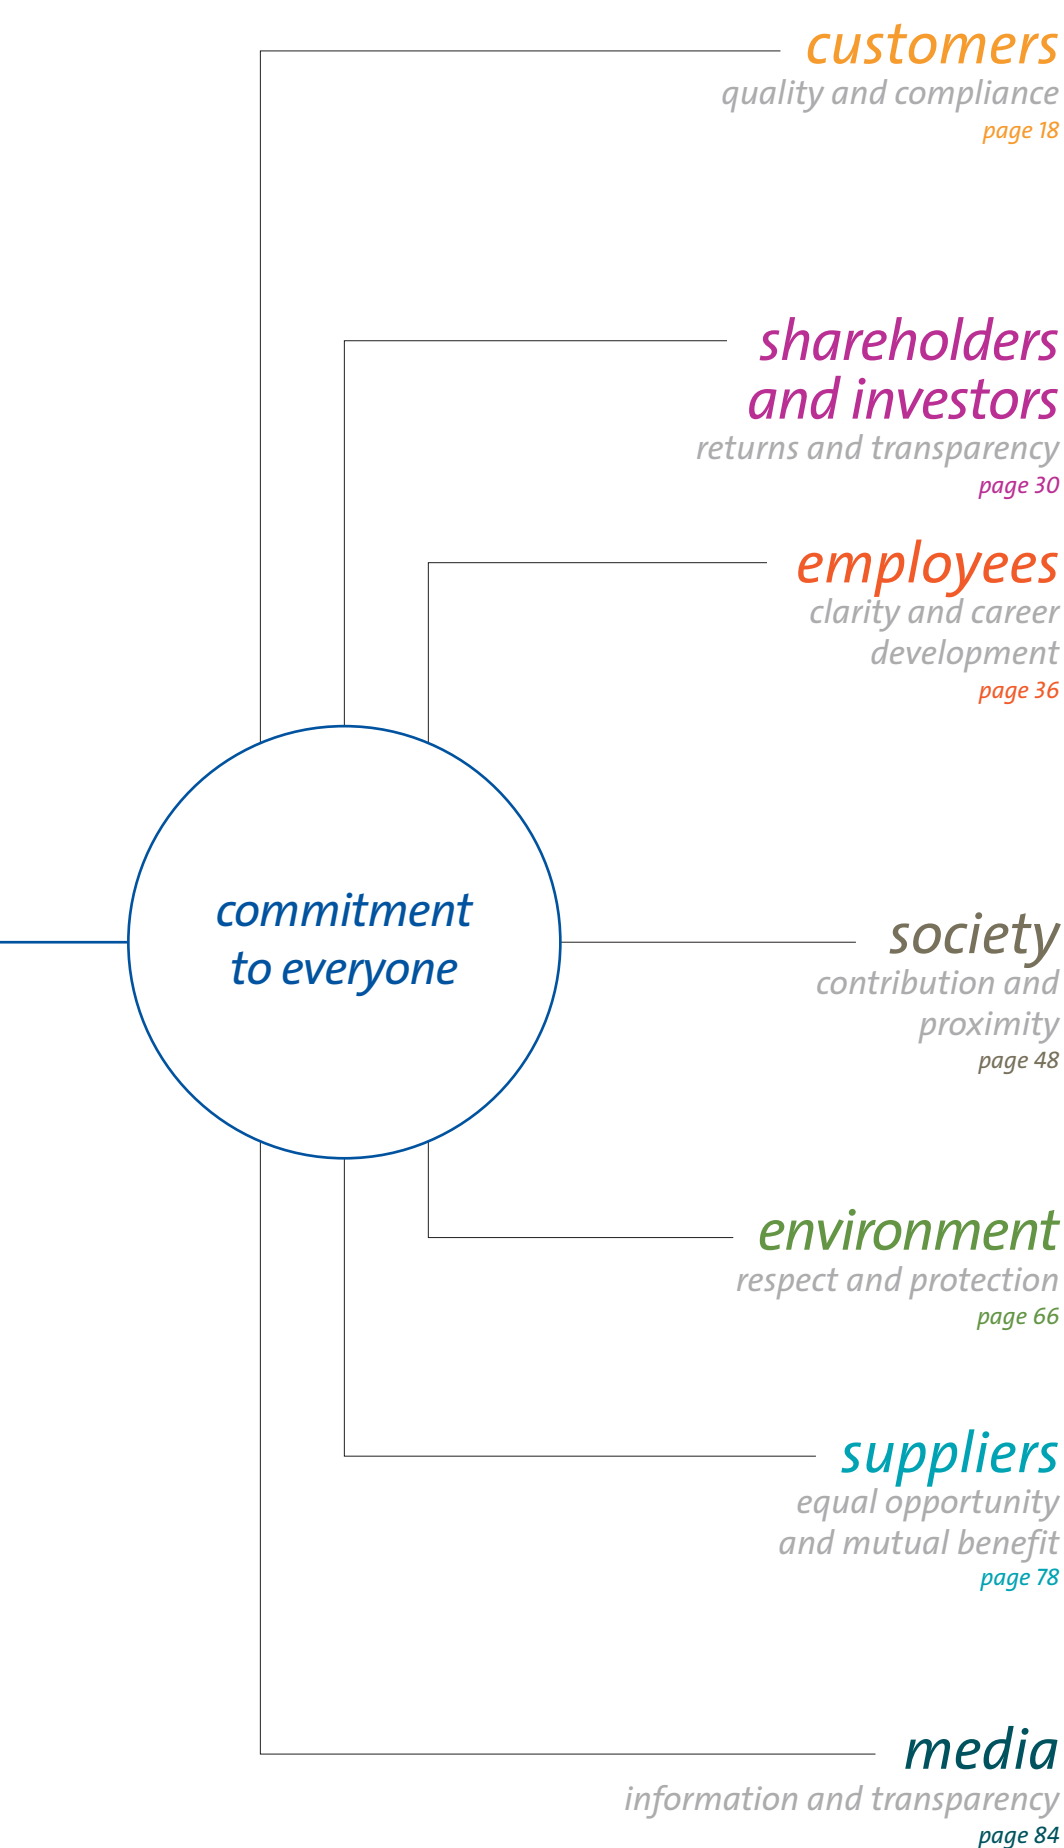 customers
quality and compliance
page 18
shareholders
and investors
returns and transparency
page 30
employees
clarity and career
development
page 36
commitment
to everyone
society
contribution and
proximity
page 48
environment
respect and protection
page 66
suppliers
equal opportunity
and mutual benefit
page 78
media
information and transparency
page 84